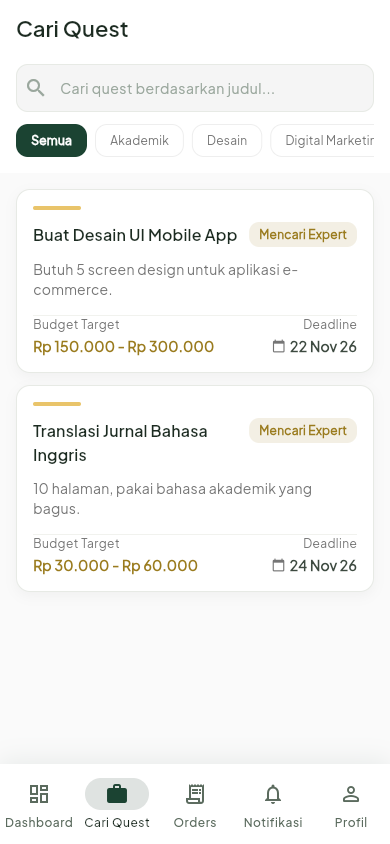 Cari Quest
Cari quest berdasarkan judul...
Semua
Akademik
Desain
Digital Marketin
Buat Desain UI Mobile App
Mencari Expert
Butuh 5 screen design untuk aplikasi e-
commerce.
Budget Target
Deadline
Rp 150.000 - Rp 300.000
22 Nov 26
Translasi Jurnal Bahasa
Inggris
Mencari Expert
10 halaman, pakai bahasa akademik yang
bagus.
Budget Target
Deadline
Rp 30.000 - Rp 60.000
24 Nov 26
Dashboard
Cari Quest
Orders
Notifikasi
Profil